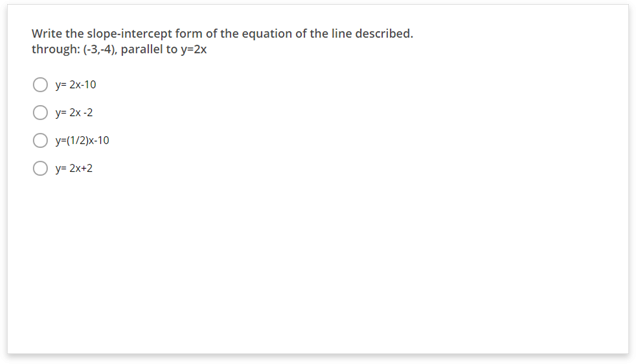 Write the slope-intercept form of the equation of the line described.
through: (-3,-4), parallel to y=2x
y= 2x-10
y= 2x -2
y=(1/2)x-10
y= 2x+2